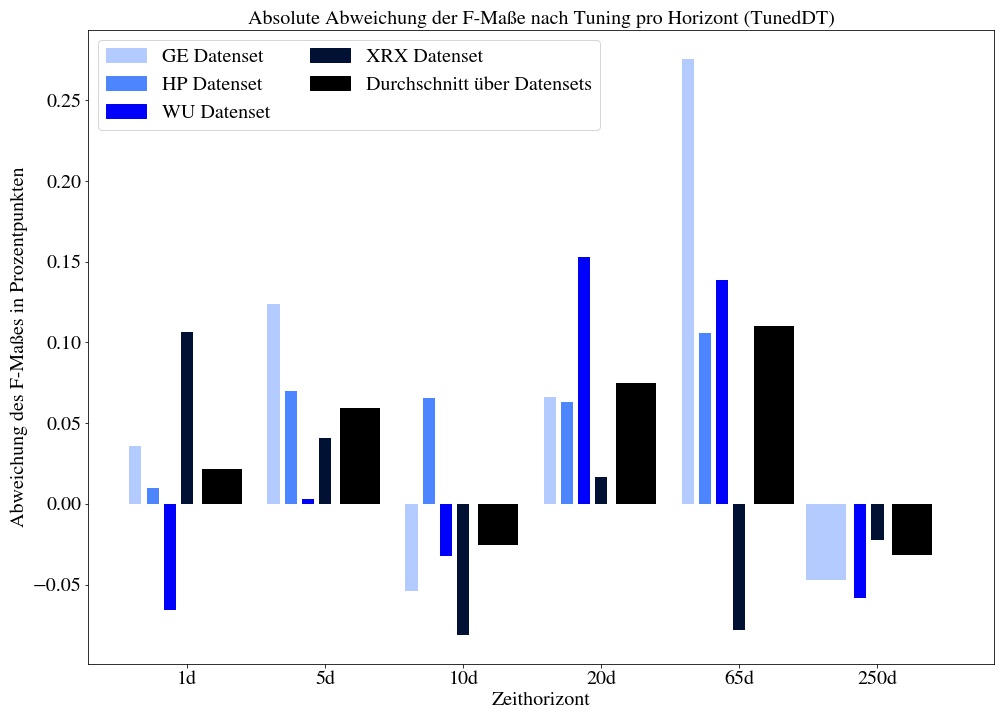 Absolute Abweichung der F-Maße nach Tuning pro Horizont (TunedDT)
GE Datenset
HP Datenset
WU Datenset
XRX Datenset
Durchschnitt über Datensets
Abweichung des F-Maßes in Prozentpunkten
0.25
0.20
0.15
0.10
0.05
0.00
−0.05
1d
5d
10d
20d
65d
250d
Zeithorizont